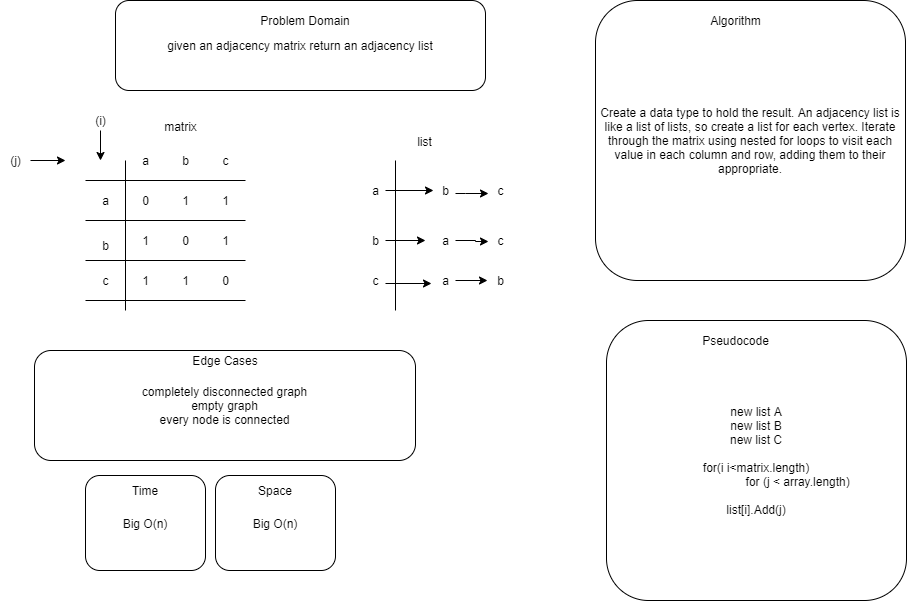 Problem Domain
given an adjacency matrix return an adjacency list
(i)
matrix
(j)
a b c
a 0 1 1
b 1 0 1
c 1 1 0
list
a b c
b a c
c a b
Edge Cases
completely disconnected graph
empty graph
every node is connected
Time
Big O(n)
Space
Big O(n)
Algorithm
Create a data type to hold the result. An adjacency list is
like a list of lists, so create a list for each vertex. Iterate
through the matrix using nested for loops to visit each
value in each column and row, adding them to their
appropriate.
Pseudocode
new list A
new list B
new list C
for(i i<matrix.length)
for (j < array.length)
list[i].Add(j)